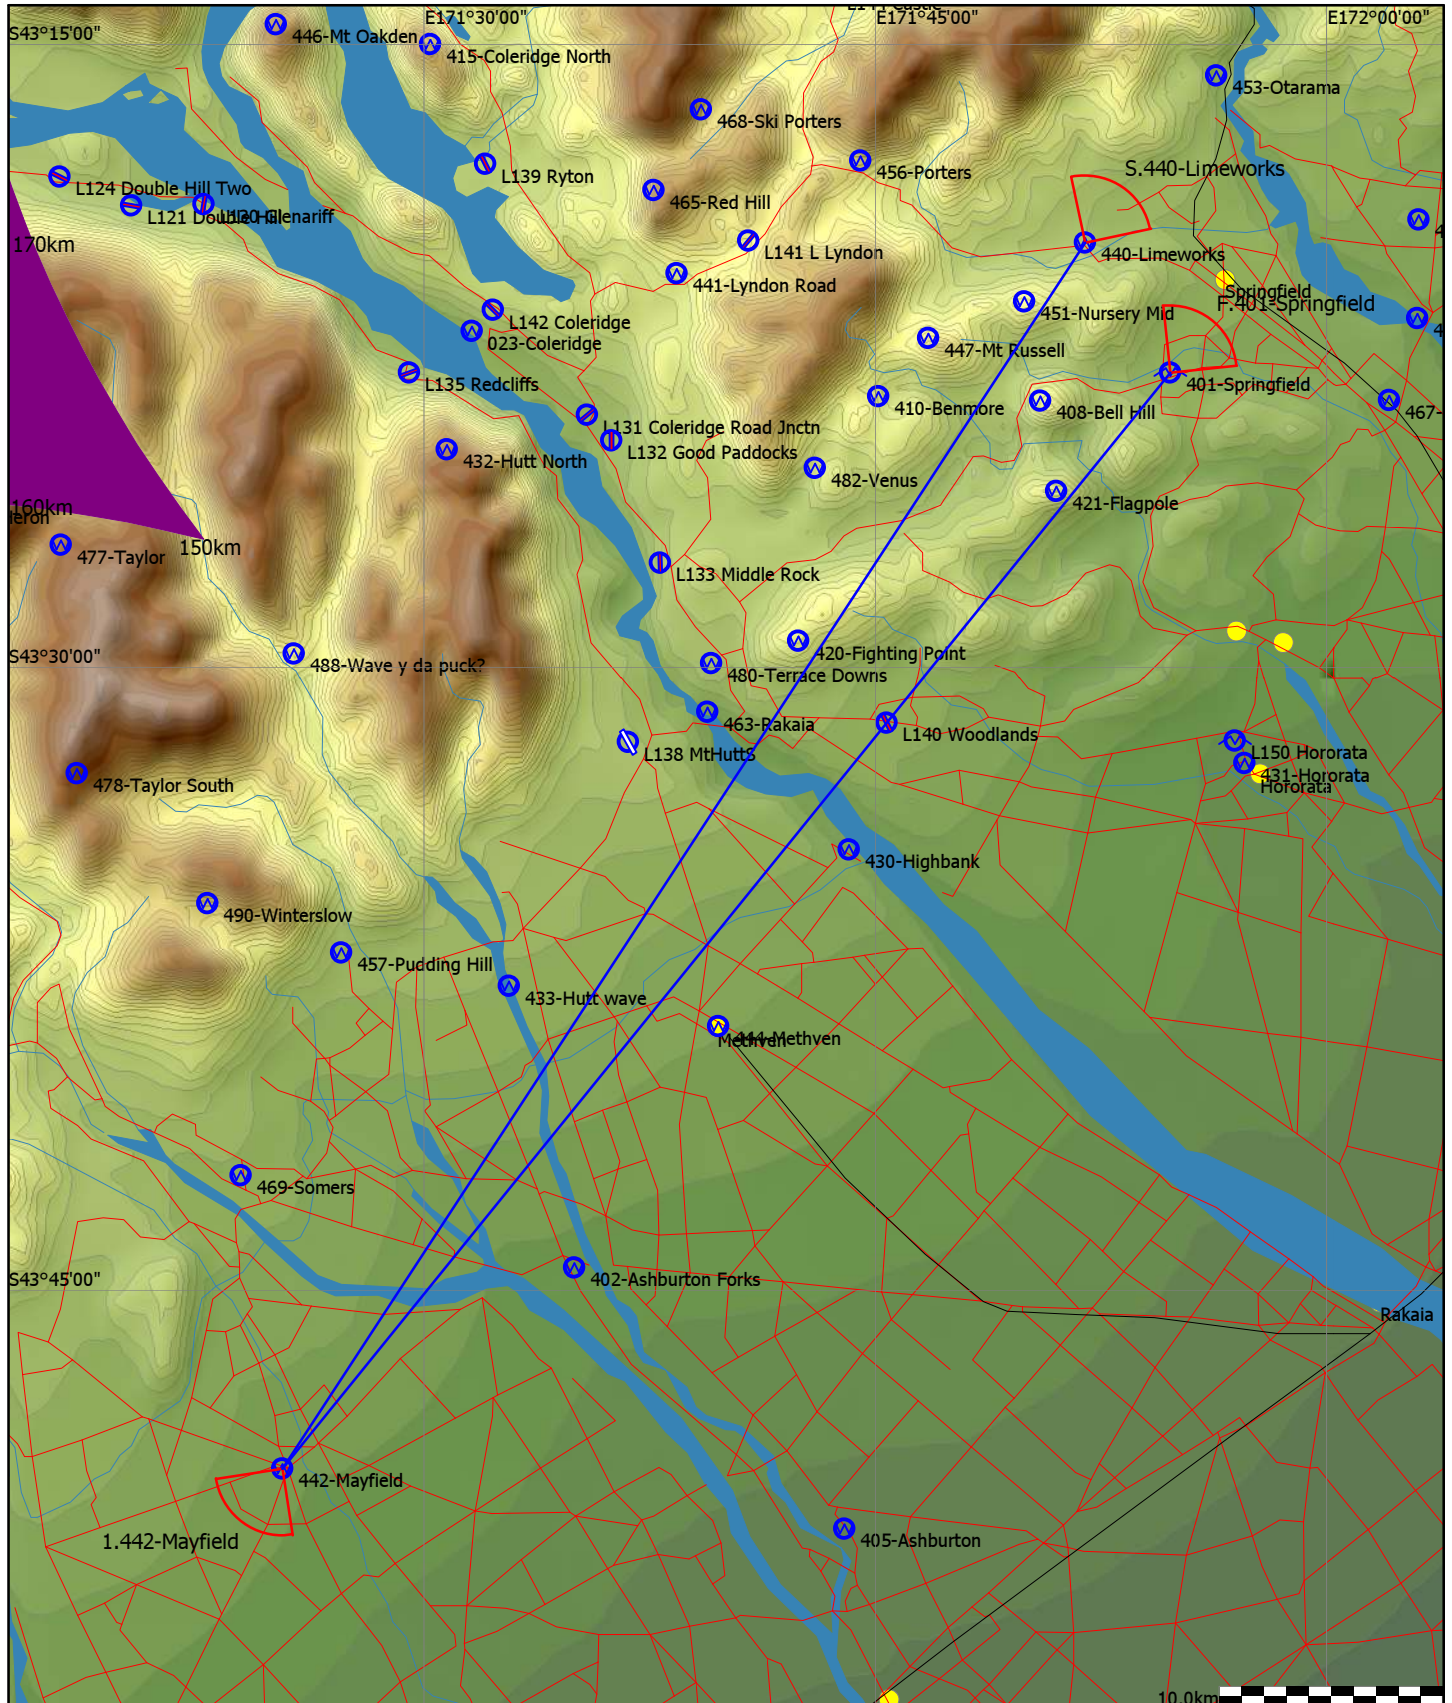 L144 Castle
E171°30'00"
E171°45'00"
E172°00'00"
S43°15'00"
446-Mt Oakden
415-Coleridge North
453-Otarama
468-Ski Porters
456-Porters
S.440-Limeworks
L139 Ryton
L124 Double Hill Two
465-Red Hill
L121 Double Hill
L120 Glenariff
170km
L141 L Lyndon
440-Limeworks
441-Lyndon Road
Springfield
F.401-Springfield
451-Nursery Mid
L142 Coleridge
023-Coleridge
447-Mt Russell
L135 Redcliffs
401-Springfield
410-Benmore
408-Bell Hill
467-
L131 Coleridge Road Jnctn
L132 Good Paddocks
432-Hutt North
482-Venus
421-Flagpole
160km
leron
150km
477-Taylor
L133 Middle Rock
S43°30'00"
488-Wave y da puck?
420-Fighting Point
480-Terrace Downs
463-Rakaia
L140 Woodlands
L138 MtHuttS
L150 Hororata
431-Hororata
Hororata
478-Taylor South
430-Highbank
490-Winterslow
457-Pudding Hill
433-Hutt wave
444-Methven
Methven
469-Somers
S43°45'00"
402-Ashburton Forks
Rakaia
442-Mayfield
1.442-Mayfield
405-Ashburton
10.0km